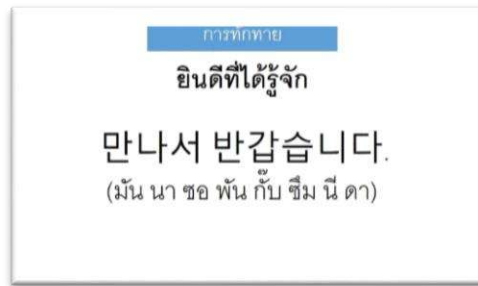 การทักทาย
ยินดีที่ได้รู้จัก
만나서 반갑습니다.
(มัน นา ซอ พัน กั๊บ ซึม นี ดา)